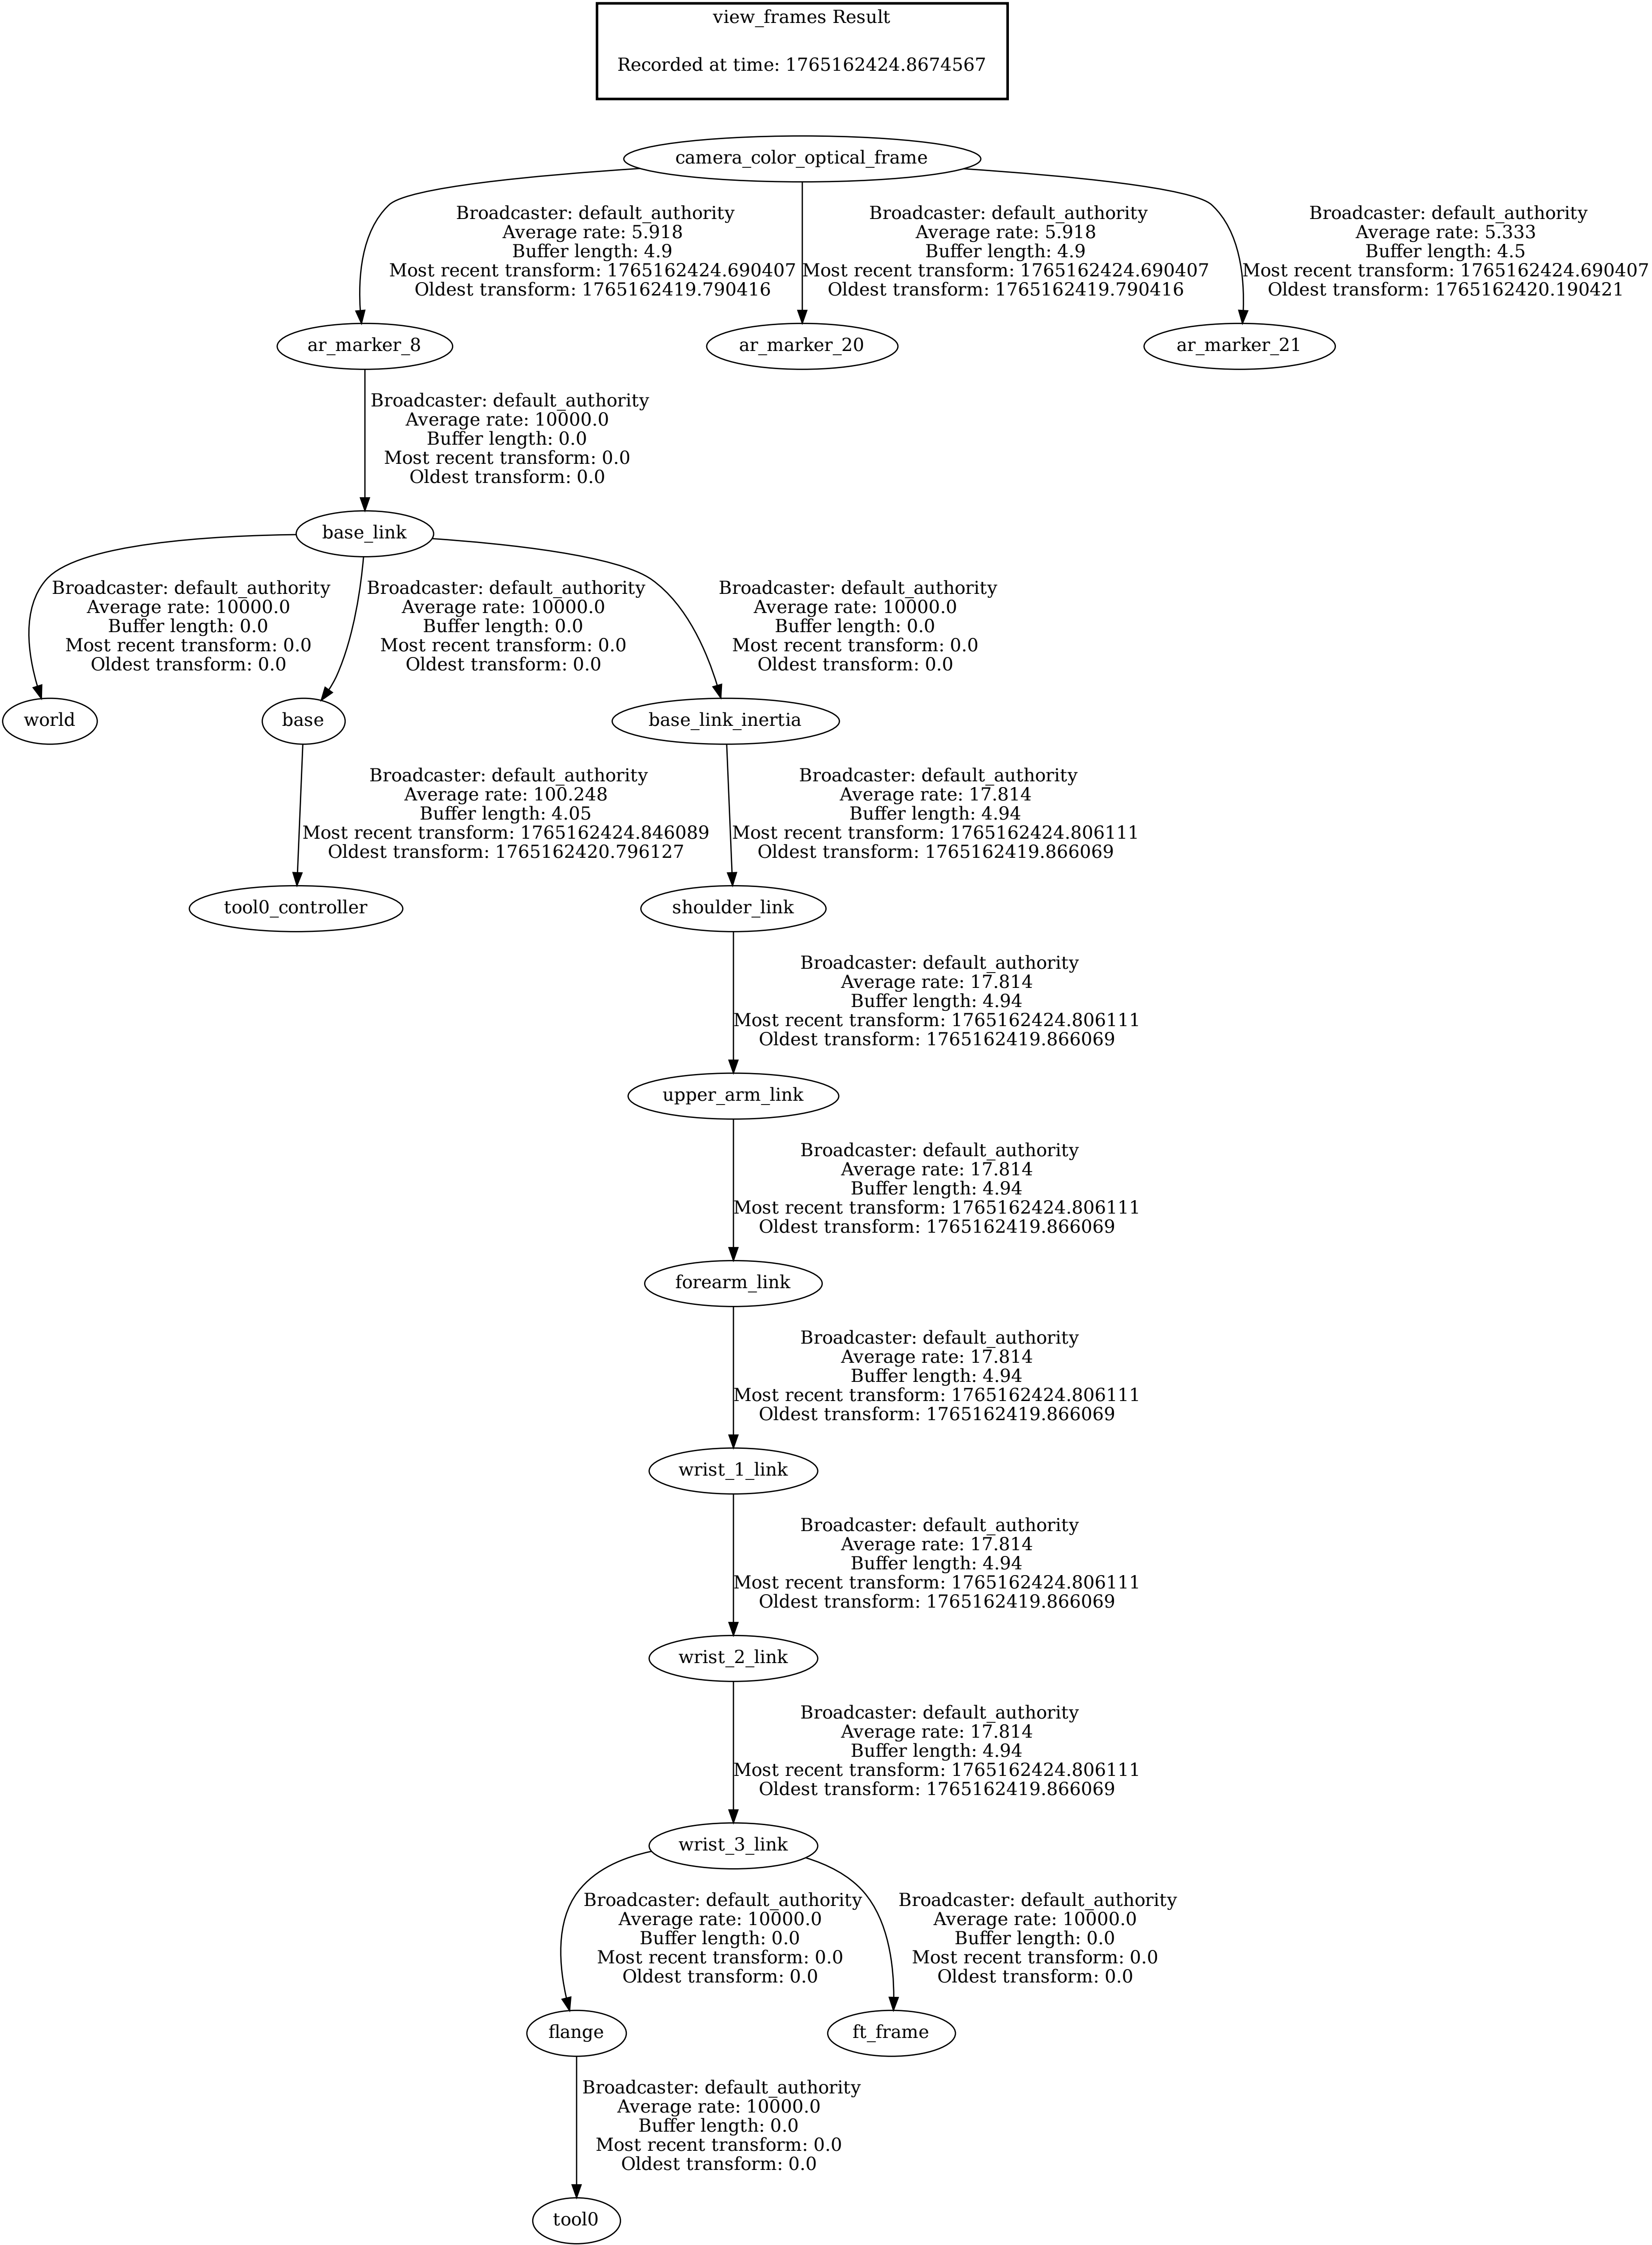 view_frames Result
Recorded at time: 1765162424.8674567
camera_color_optical_frame
Broadcaster: default_authority
Average rate: 5.918
Buffer length: 4.9
Most recent transform: 1765162424.690407
Oldest transform: 1765162419.790416
Broadcaster: default_authority
Average rate: 5.918
Buffer length: 4.9
Most recent transform: 1765162424.690407
Oldest transform: 1765162419.790416
Broadcaster: default_authority
Average rate: 5.333
Buffer length: 4.5
Most recent transform: 1765162424.690407
Oldest transform: 1765162420.190421
ar_marker_8
ar_marker_20
ar_marker_21
Broadcaster: default_authority
Average rate: 10000.0
Buffer length: 0.0
Most recent transform: 0.0
Oldest transform: 0.0
base_link
Broadcaster: default_authority
Average rate: 10000.0
Buffer length: 0.0
Most recent transform: 0.0
Oldest transform: 0.0
Broadcaster: default_authority
Average rate: 10000.0
Buffer length: 0.0
Most recent transform: 0.0
Oldest transform: 0.0
Broadcaster: default_authority
Average rate: 10000.0
Buffer length: 0.0
Most recent transform: 0.0
Oldest transform: 0.0
world
base
base_link_inertia
Broadcaster: default_authority
Average rate: 100.248
Buffer length: 4.05
Most recent transform: 1765162424.846089
Oldest transform: 1765162420.796127
Broadcaster: default_authority
Average rate: 17.814
Buffer length: 4.94
Most recent transform: 1765162424.806111
Oldest transform: 1765162419.866069
tool0_controller
shoulder_link
Broadcaster: default_authority
Average rate: 17.814
Buffer length: 4.94
Most recent transform: 1765162424.806111
Oldest transform: 1765162419.866069
upper_arm_link
Broadcaster: default_authority
Average rate: 17.814
Buffer length: 4.94
Most recent transform: 1765162424.806111
Oldest transform: 1765162419.866069
forearm_link
Broadcaster: default_authority
Average rate: 17.814
Buffer length: 4.94
Most recent transform: 1765162424.806111
Oldest transform: 1765162419.866069
wrist_1_link
Broadcaster: default_authority
Average rate: 17.814
Buffer length: 4.94
Most recent transform: 1765162424.806111
Oldest transform: 1765162419.866069
wrist_2_link
Broadcaster: default_authority
Average rate: 17.814
Buffer length: 4.94
Most recent transform: 1765162424.806111
Oldest transform: 1765162419.866069
wrist_3_link
Broadcaster: default_authority
Average rate: 10000.0
Buffer length: 0.0
Most recent transform: 0.0
Oldest transform: 0.0
Broadcaster: default_authority
Average rate: 10000.0
Buffer length: 0.0
Most recent transform: 0.0
Oldest transform: 0.0
flange
ft_frame
Broadcaster: default_authority
Average rate: 10000.0
Buffer length: 0.0
Most recent transform: 0.0
Oldest transform: 0.0
tool0